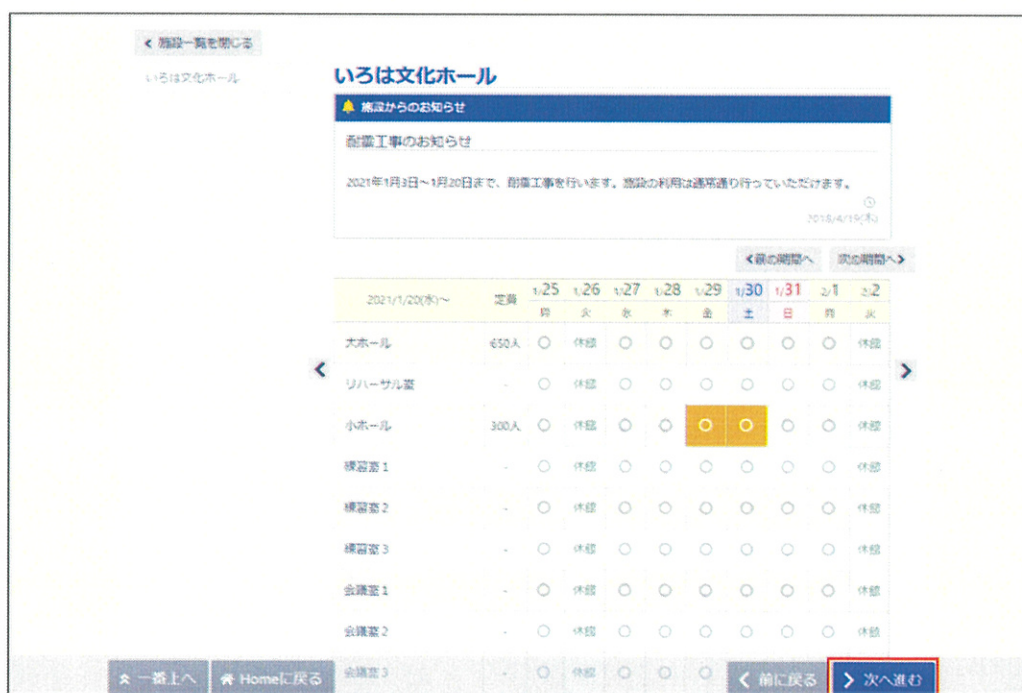 < 施設一覧を閉じる
いろは文化ホール
いろは文化ホール
施設からのお知らせ
耐震工事のお知らせ
2021年1月3日～1月20日まで、耐震工事を行います。施設の利用は通常通り行っていただけます。
2018/4/19(木)
<前の期間へ 次の期間へ>
2021/1/20(水)～ 定員 1/25 1/26 1/27 1/28 1/29 1/30 1/31 2/1 2/2
月 火 水 木 金 土 日 月 火
大ホール 650人 ○ 休館 ○ ○ ○ ○ ○ ○ 休館
リハーサル室 - ○ 休館 ○ ○ ○ ○ ○ ○ 休館
小ホール 300人 ○ 休館 ○ ○ ○ ○ ○ ○ 休館
練習室1 - ○ 休館 ○ ○ ○ ○ ○ ○ 休館
練習室2 - ○ 休館 ○ ○ ○ ○ ○ ○ 休館
練習室3 - ○ 休館 ○ ○ ○ ○ ○ ○ 休館
会議室1 - ○ 休館 ○ ○ ○ ○ ○ ○ 休館
会議室2 - ○ 休館 ○ ○ ○ ○ ○ ○ 休館
会議室3 - ○ 休館 ○ ○ ○ 休館
一番上へ Homeに戻る < 前に戻る > 次へ進む